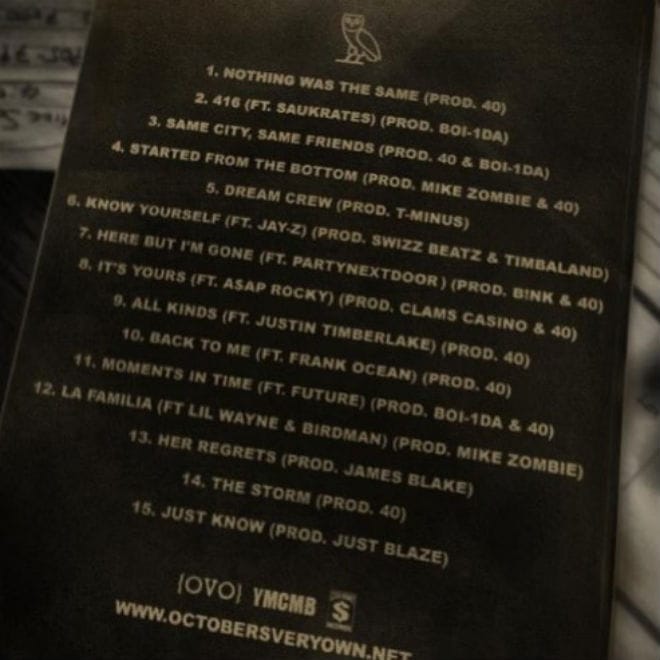 1. NOTHING WAS THE SAME (PROD. 40)
2. 416 (FT. SAUKRATES) (PROD. BOI-1DA)
3. SAME CITY, SAME FRIENDS (PROD. 40 & BOI-1DA)
4. STARTED FROM THE BOTTOM (PROD. MIKE ZOMBIE & 40)
5. DREAM CREW (PROD. T-MINUS)
6. KNOW YOURSELF (FT. JAY-Z) (PROD. SWIZZ BEATZ & TIMBALAND)
7. HERE BUT I'M GONE (FT. PARTYNEXTDOOR) (PROD. B!NK & 40)
8. IT'S YOURS (FT. A$AP ROCKY) (PROD. CLAMS CASINO & 40)
9. ALL KINDS (FT. JUSTIN TIMBERLAKE) (PROD. 40)
10. BACK TO ME (FT. FRANK OCEAN) (PROD. 40)
11. MOMENTS IN TIME (FT. FUTURE) (PROD. BOI-1DA & 40)
12. LA FAMILIA (FT LIL WAYNE & BIRDMAN) (PROD. MIKE ZOMBIE)
13. HER REGRETS (PROD. JAMES BLAKE)
14. THE STORM (PROD. 40)
15. JUST KNOW (PROD. JUST BLAZE)
{OVO} YMCMB $
WWW.OCTOBERSVERYOWN.NET